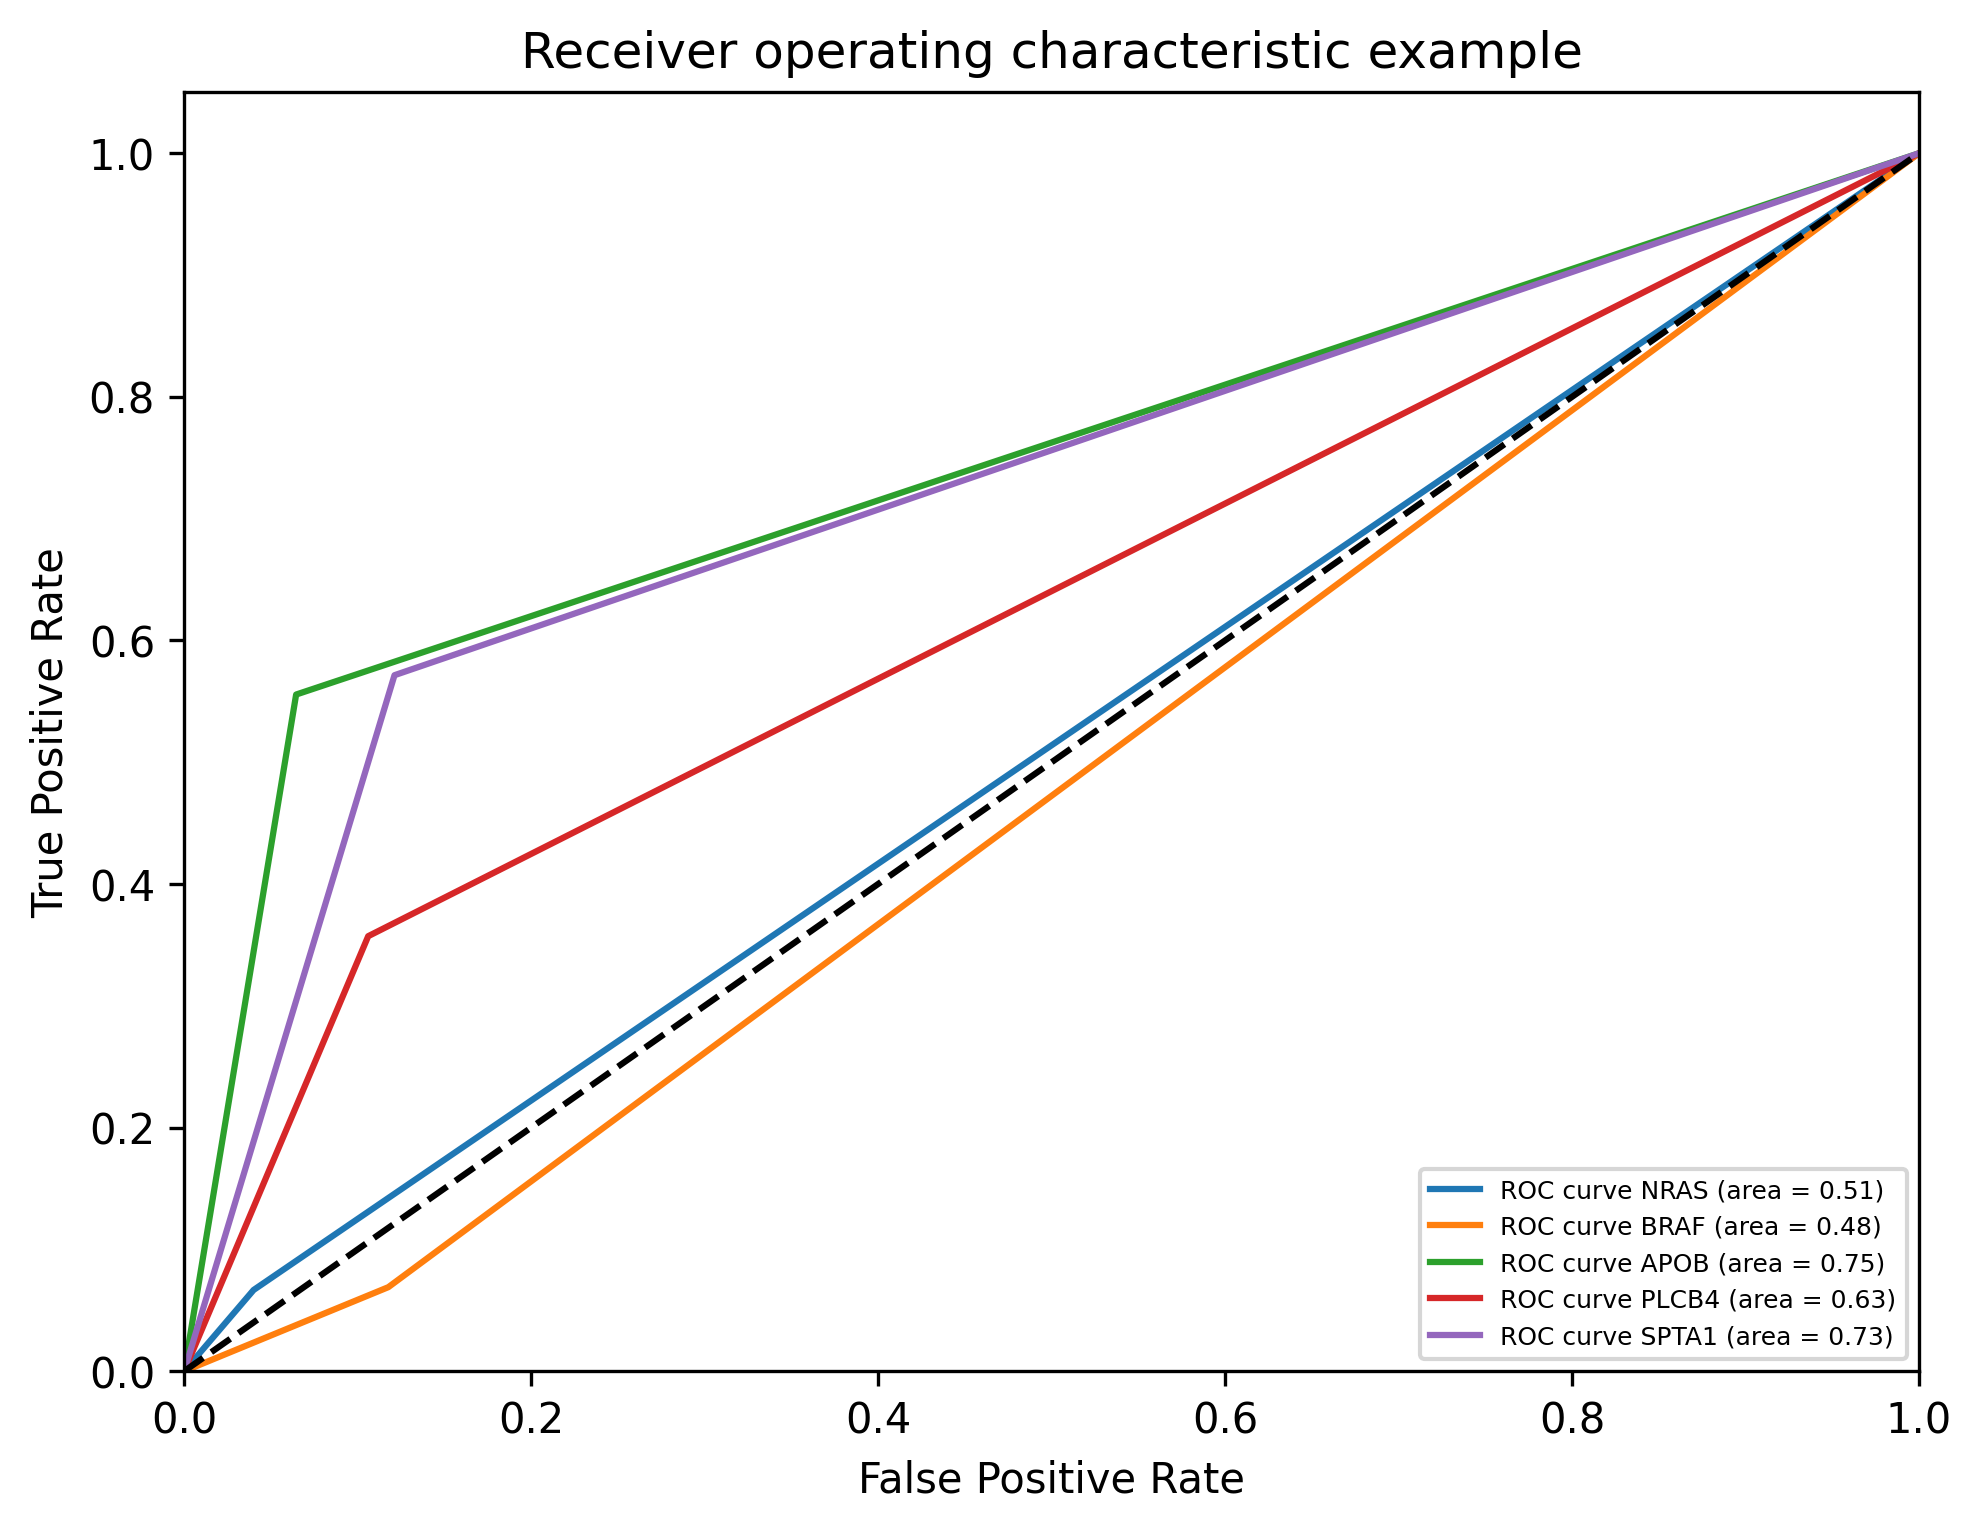 Receiver operating characteristic example
1.0
0.8
0.6
0.4
0.2
0.0
True Positive Rate
ROC curve NRAS (area = 0.51)
ROC curve BRAF (area = 0.48)
ROC curve APOB (area = 0.75)
ROC curve PLCB4 (area = 0.63)
ROC curve SPTA1 (area = 0.73)
0.0 0.2 0.4 0.6 0.8 1.0
False Positive Rate